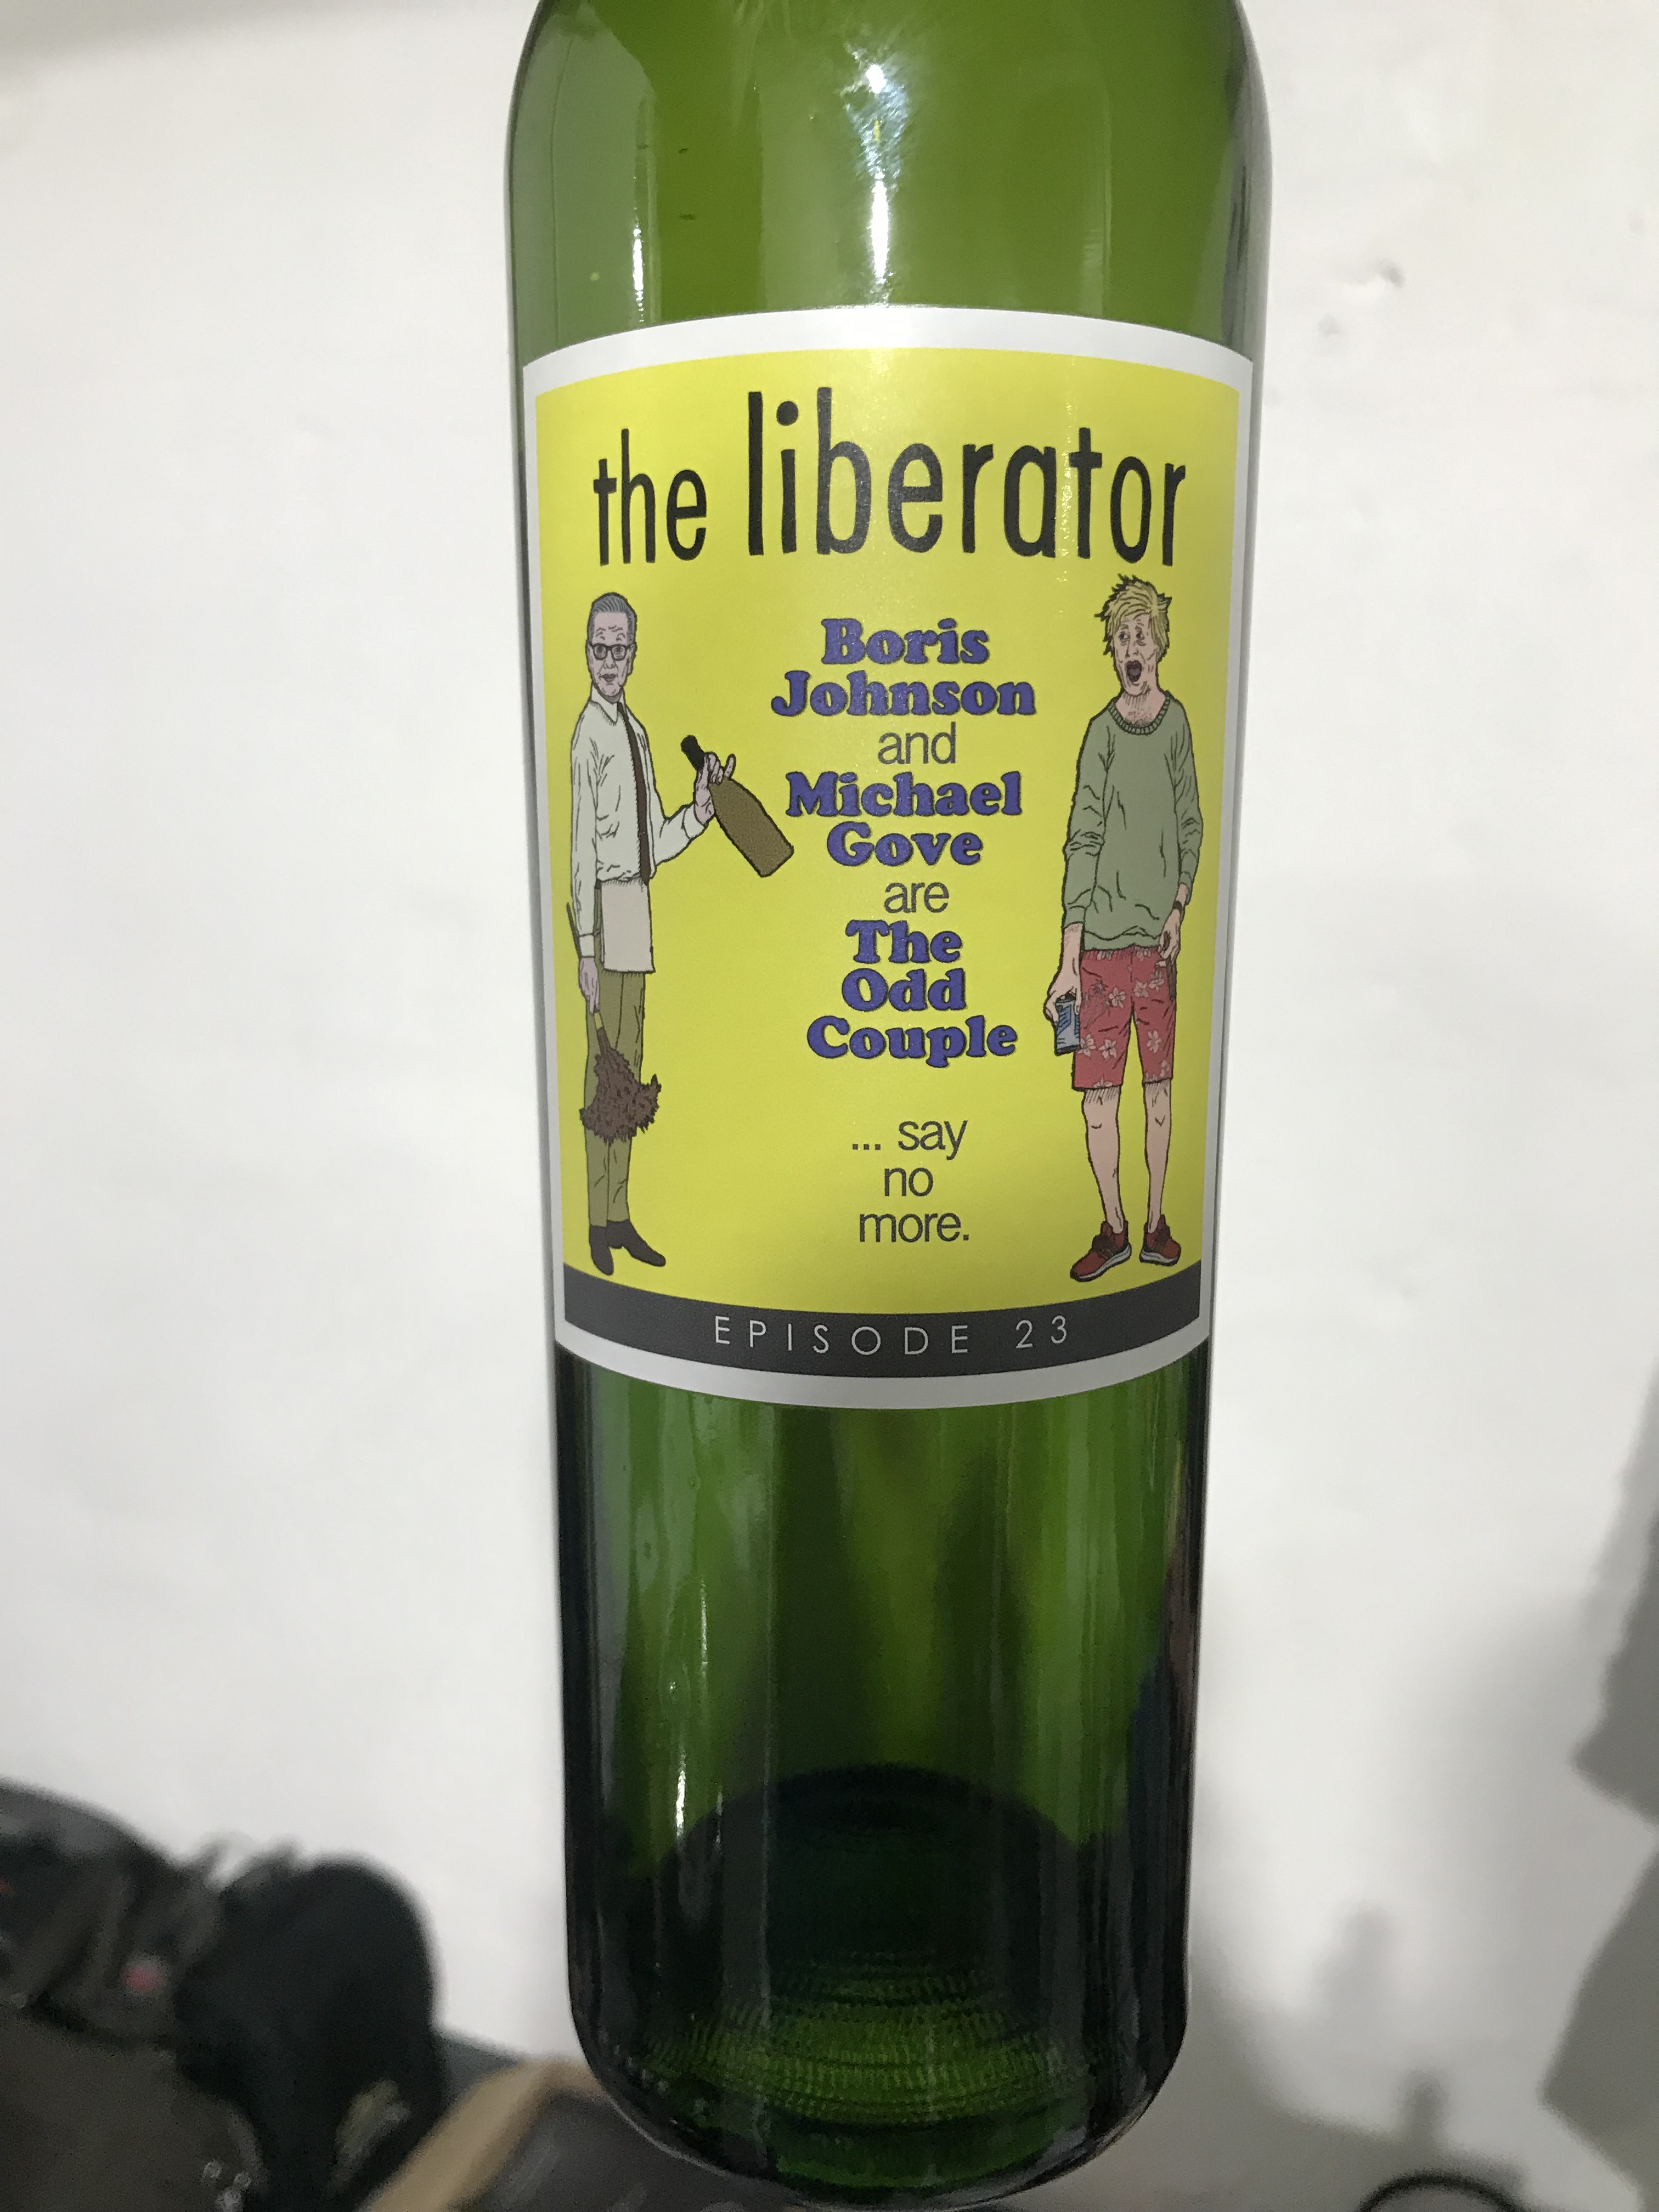 the liberator
Boris
Johnson
and
Michael
Gove
are
The
Odd
Couple
... say
no
more.
EPISODE 23